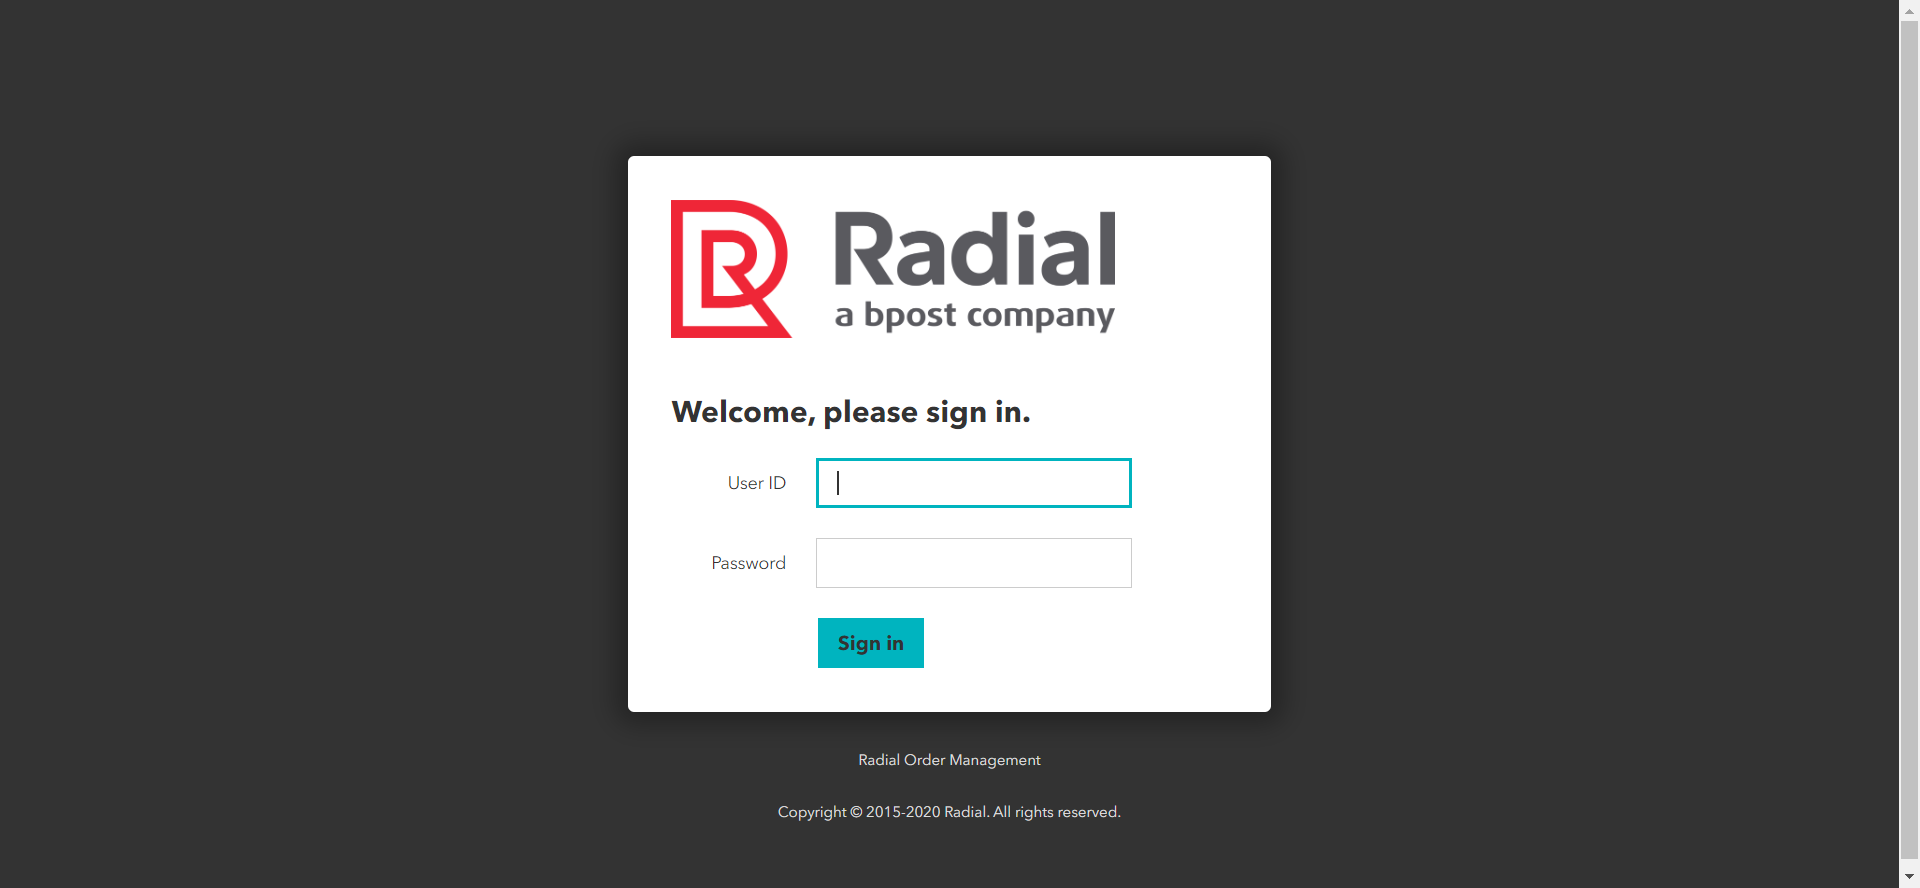 Radial
a bpost company
Welcome, please sign in.
User ID
Password
Sign in
Radial Order Management
Copyright © 2015-2020 Radial. All rights reserved.